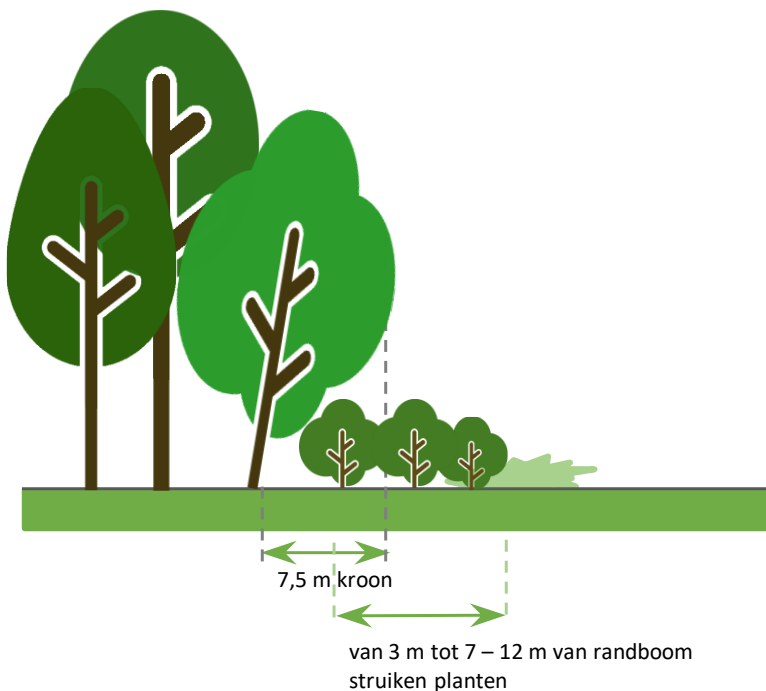 7,5 m kroon
van 3 m tot 7 – 12 m van randboom
struiken planten